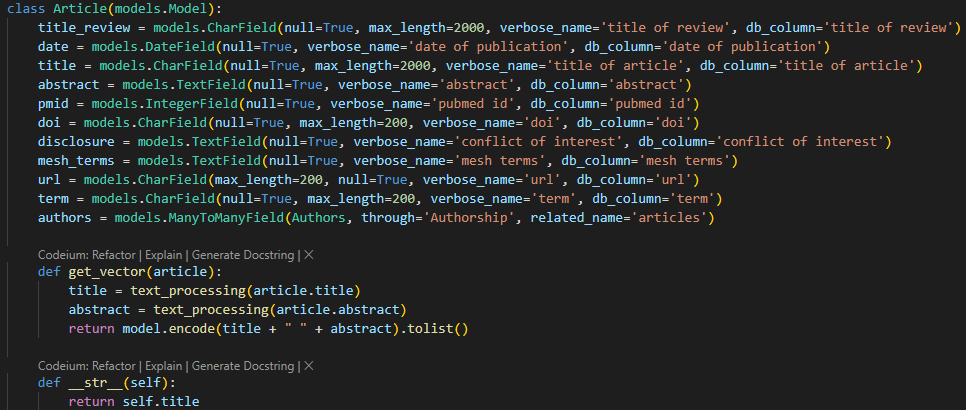 class Article(models.Model):
    title_review = models.CharField(null=True, max_length=2000, verbose_name='title of review', db_column='title of review')
    date = models.DateField(null=True, verbose_name='date of publication', db_column='date of publication')
    title = models.CharField(null=True, max_length=2000, verbose_name='title of article', db_column='title of article')
    abstract = models.TextField(null=True, verbose_name='abstract', db_column='abstract')
    pmid = models.IntegerField(null=True, verbose_name='pubmed id', db_column='pubmed id')
    doi = models.CharField(null=True, max_length=200, verbose_name='doi', db_column='doi')
    disclosure = models.TextField(null=True, verbose_name='conflict of interest', db_column='conflict of interest')
    mesh_terms = models.TextField(null=True, verbose_name='mesh terms', db_column='mesh terms')
    url = models.CharField(max_length=200, null=True, verbose_name='url', db_column='url')
    term = models.CharField(null=True, max_length=200, verbose_name='term', db_column='term')
    authors = models.ManyToManyField(Authors, through='Authorship', related_name='articles')
    Codeium: Refactor | Explain | Generate Docstring | ✕
    def get_vector(article):
        title = text_processing(article.title)
        abstract = text_processing(article.abstract)
        return model.encode(title + " " + abstract).tolist()
    Codeium: Refactor | Explain | Generate Docstring | ✕
    def __str__(self):
        return self.title